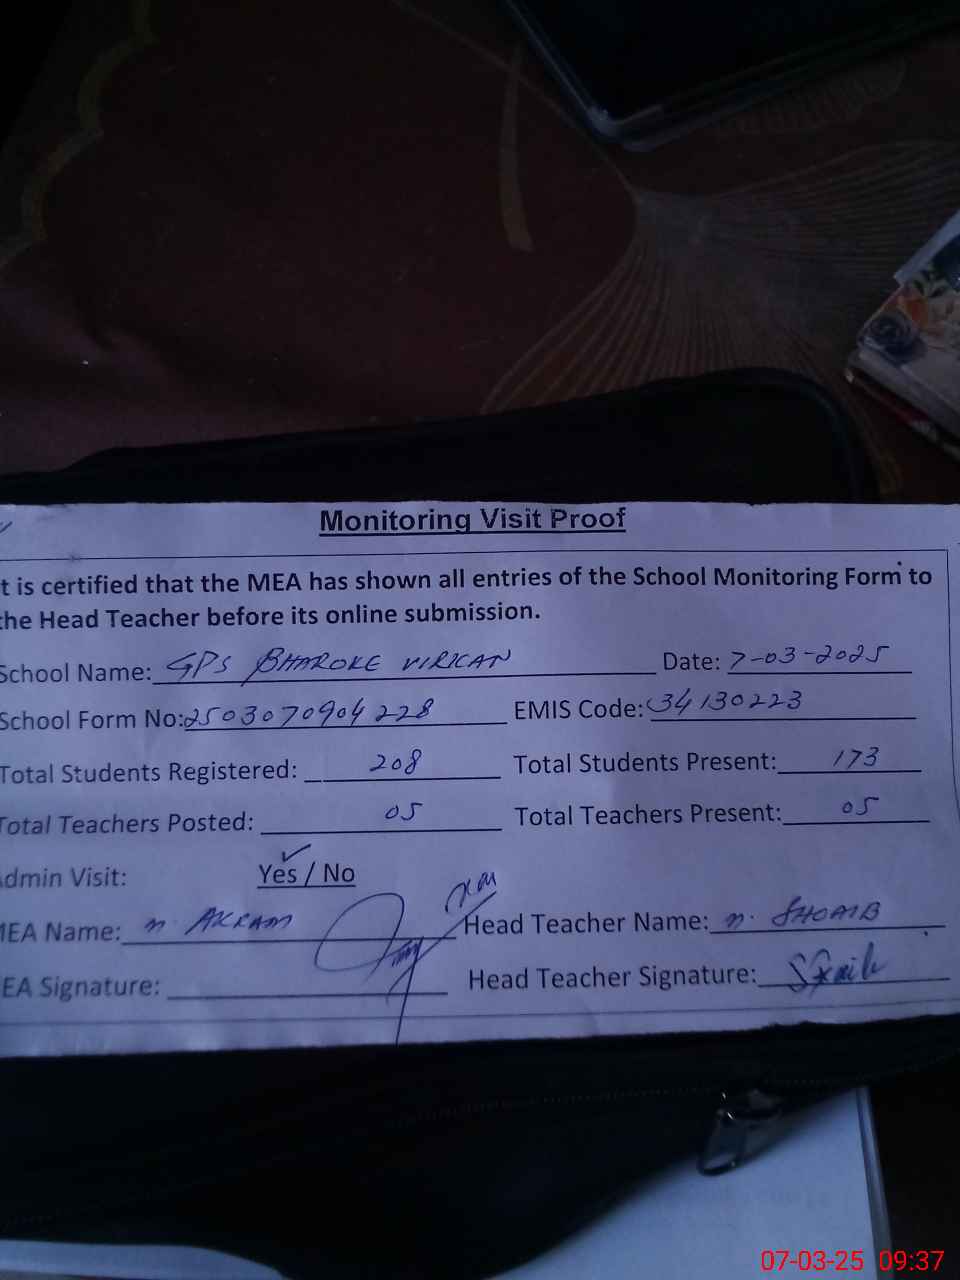 Monitoring Visit Proof
t is certified that the MEA has shown all entries of the School Monitoring Form to
the Head Teacher before its online submission.
School Name: GPS BHAROKE VIRKAN Date: 7-03-2025
School Form No: 2503070904228 EMIS Code: 34130223
Total Students Registered: 208 Total Students Present: 173
Total Teachers Posted: 05 Total Teachers Present: 05
dmin Visit: Yes / No
MEA Name: M. AKRAM Head Teacher Name: M. SHOAIB
EA Signature: Head Teacher Signature:
07-03-25 09:37